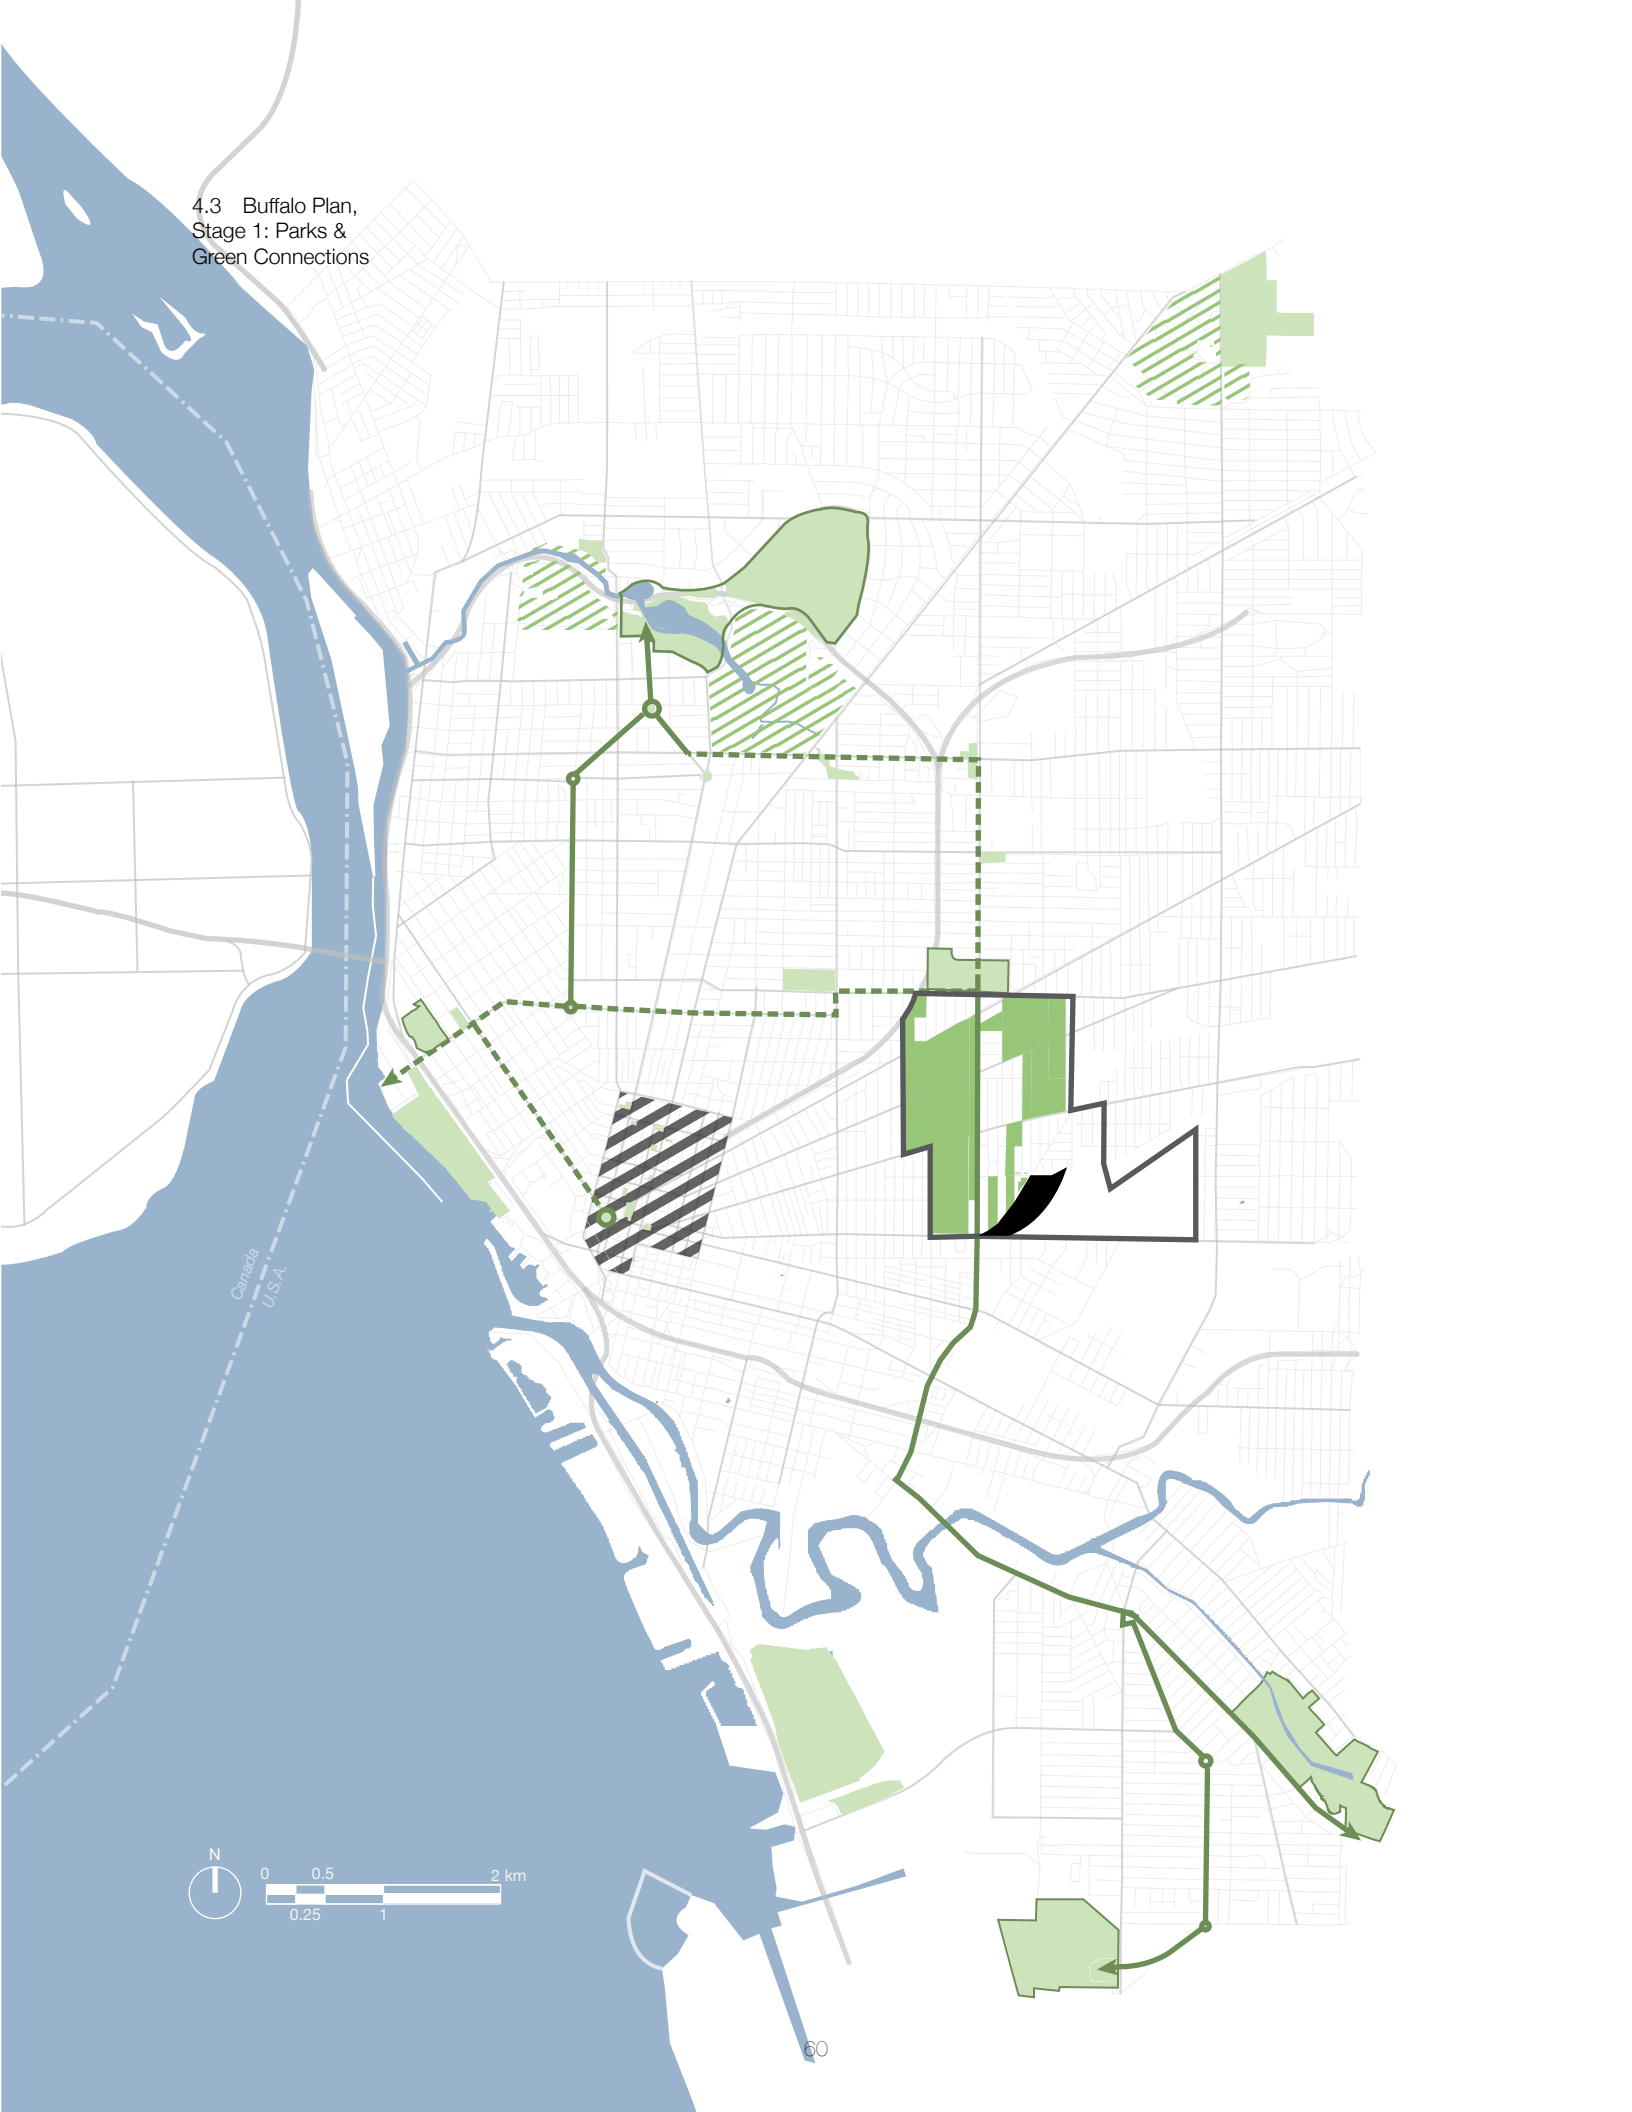 4.3 Buffalo Plan,
Stage 1: Parks &
Green Connections
Canada
U.S.A.
N
0 0.5 2 km
0.25 1
60